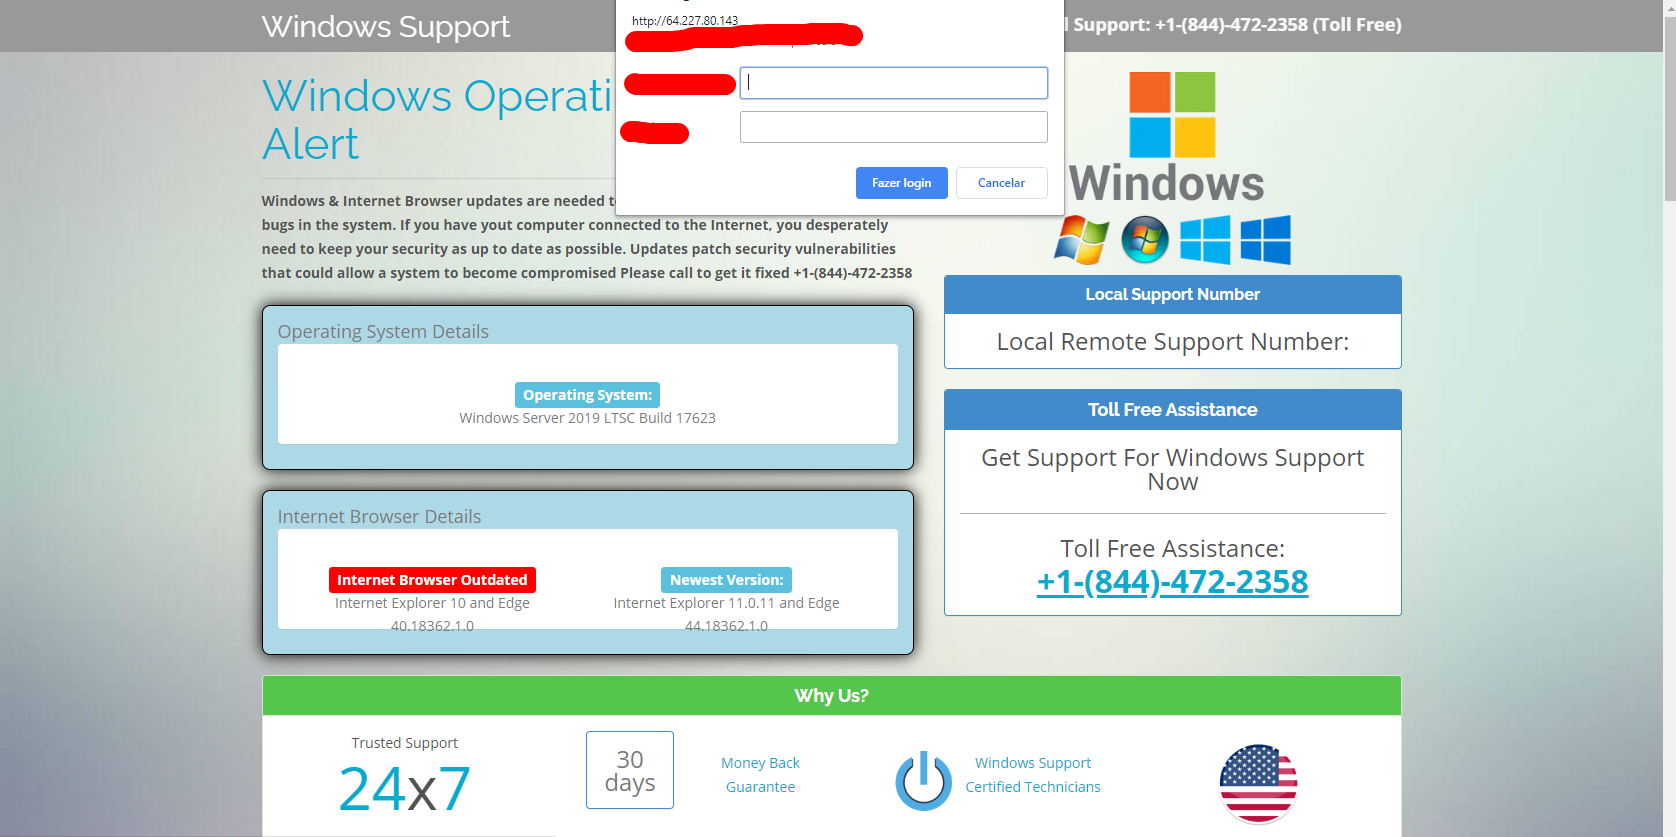 Windows Support
http://64.227.80.143
Support: +1-(844)-472-2358 (Toll Free)
Fazer login
Cancelar
Windows Operati
Alert
Windows & Internet Browser updates are needed
bugs in the system. If you have yout computer connected to the Internet, you desperately
need to keep your security as up to date as possible. Updates patch security vulnerabilities
that could allow a system to become compromised Please call to get it fixed +1-(844)-472-2358
Operating System Details
Operating System:
Windows Server 2019 LTSC Build 17623
Internet Browser Details
Internet Browser Outdated
Internet Explorer 10 and Edge
40.18362.1.0
Newest Version:
Internet Explorer 11.0.11 and Edge
44.18362.1.0
Windows
Local Support Number
Local Remote Support Number:
Toll Free Assistance
Get Support For Windows Support
Now
Toll Free Assistance:
+1-(844)-472-2358
Why Us?
Trusted Support
24x7
30
days
Money Back
Guarantee
Windows Support
Certified Technicians